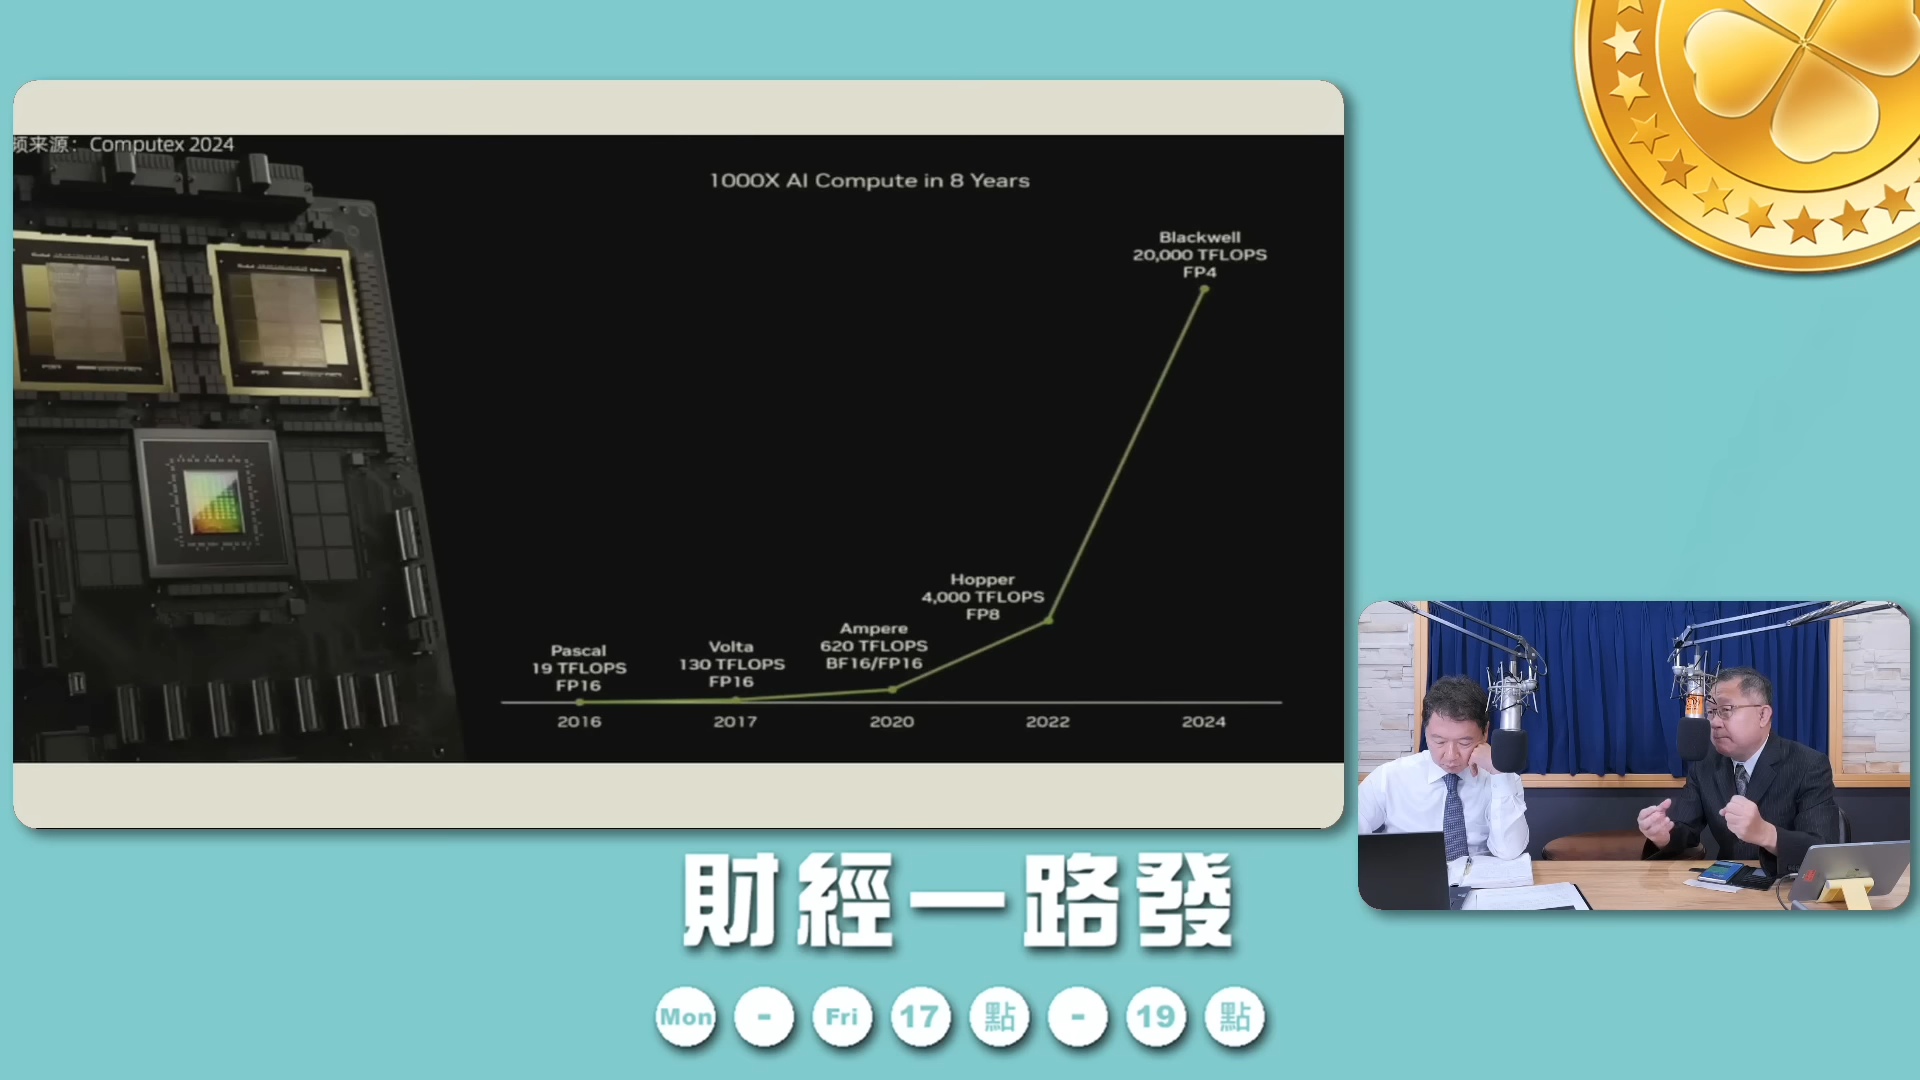 频来源：Computex 2024
1000X AI Compute in 8 Years
Blackwell
20,000 TFLOPS
FP4
Hopper
4,000 TFLOPS
FP8
Ampere
620 TFLOPS
BF16/FP16
Volta
130 TFLOPS
FP16
Pascal
19 TFLOPS
FP16
2016 2017 2020 2022 2024
財經一路發
Mon - Fri 17 點 - 19 點